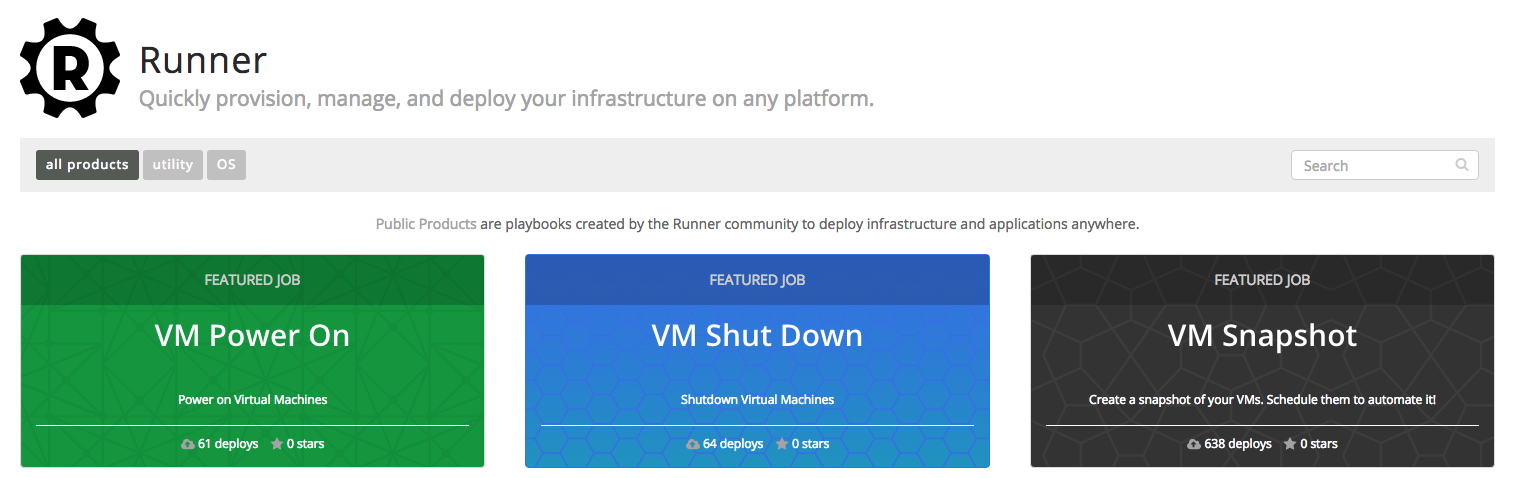 R
Runner
Quickly provision, manage, and deploy your infrastructure on any platform.
all products utility OS Search
Public Products are playbooks created by the Runner community to deploy infrastructure and applications anywhere.
FEATURED JOB
VM Power On
Power on Virtual Machines
61 deploys 0 stars
FEATURED JOB
VM Shut Down
Shutdown Virtual Machines
64 deploys 0 stars
FEATURED JOB
VM Snapshot
Create a snapshot of your VMs. Schedule them to automate it!
638 deploys 0 stars